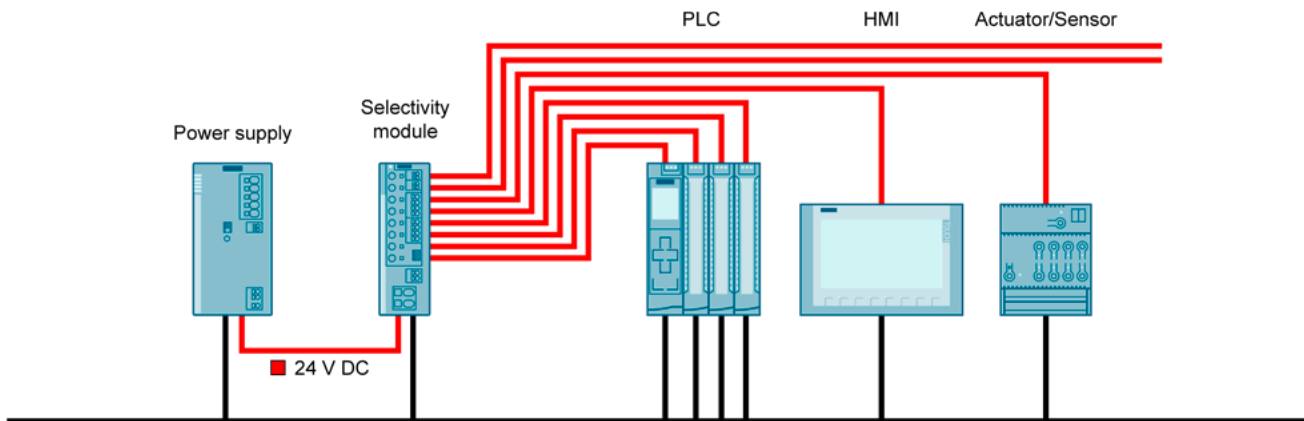 PLC
HMI
Actuator/Sensor
Selectivity
module
Power supply
24 V DC